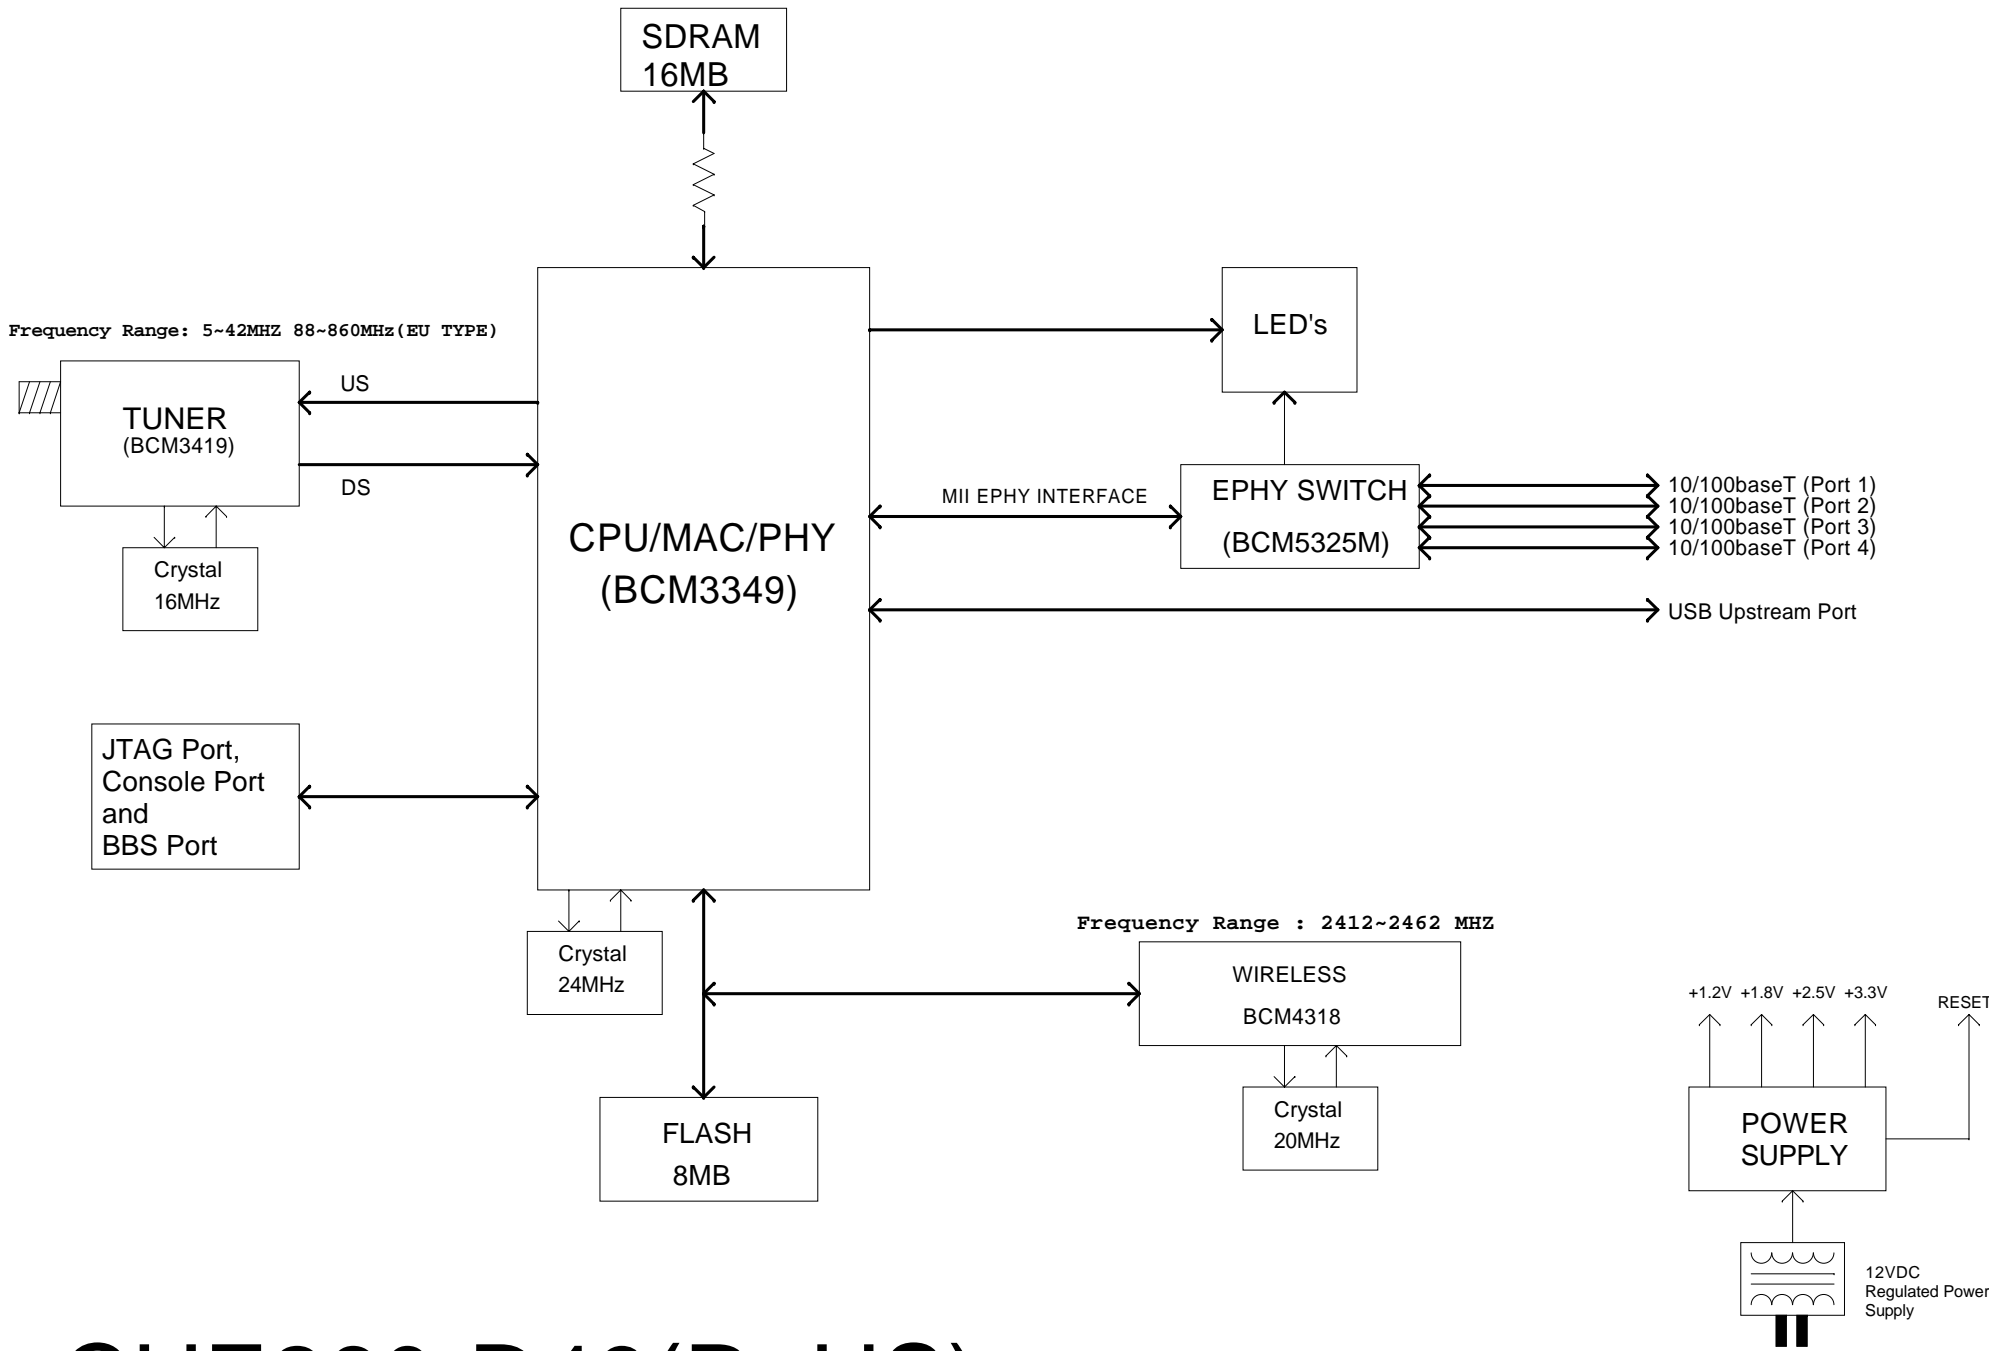 SDRAM
16MB
Frequency Range: 5~42MHZ 88~860MHz(EU TYPE)
TUNER
(BCM3419)
US
DS
Crystal
16MHz
CPU/MAC/PHY
(BCM3349)
LED's
MII EPHY INTERFACE
EPHY SWITCH
(BCM5325M)
10/100baseT (Port 1)
10/100baseT (Port 2)
10/100baseT (Port 3)
10/100baseT (Port 4)
USB Upstream Port
JTAG Port,
Console Port
and
BBS Port
Crystal
24MHz
Frequency Range : 2412~2462 MHZ
WIRELESS
BCM4318
Crystal
20MHz
FLASH
8MB
+1.2V +1.8V +2.5V +3.3V
RESET
POWER
SUPPLY
12VDC
Regulated Power
Supply